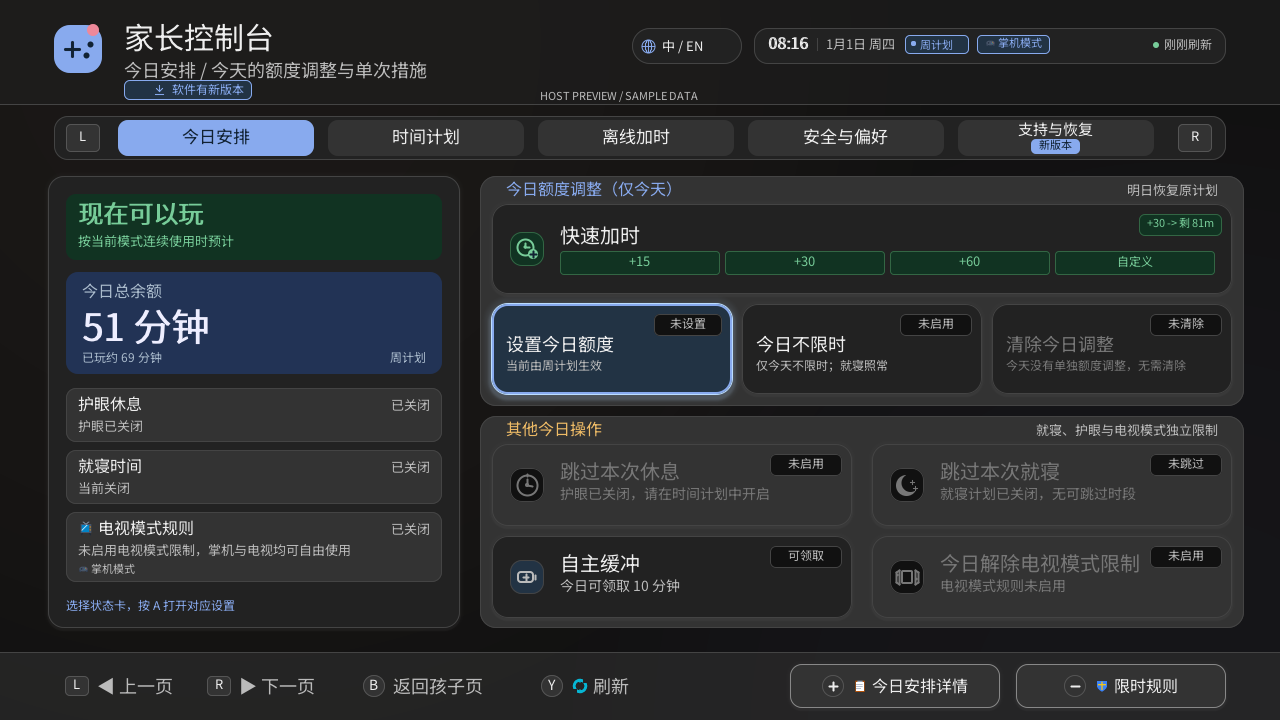 家长控制台
今日安排 / 今天的额度调整与单次措施
软件有新版本
中 / EN
08:16
1月1日 周四
周计划
掌机模式
刚刚刷新
HOST PREVIEW / SAMPLE DATA
L
今日安排
时间计划
离线加时
安全与偏好
支持与恢复
新版本
R
现在可以玩
按当前模式连续使用时预计
今日总余额
51 分钟
已玩约 69 分钟
周计划
护眼休息
已关闭
护眼已关闭
就寝时间
已关闭
当前关闭
电视模式规则
已关闭
未启用电视模式限制，掌机与电视均可自由使用
掌机模式
选择状态卡，按 A 打开对应设置
今日额度调整（仅今天）
明日恢复原计划
快速加时
+30 -> 剩 81m
+15
+30
+60
自定义
未设置
设置今日额度
当前由周计划生效
未启用
今日不限时
仅今天不限时；就寝照常
未清除
清除今日调整
今天没有单独额度调整，无需清除
其他今日操作
就寝、护眼与电视模式独立限制
跳过本次休息
未启用
护眼已关闭，请在时间计划中开启
跳过本次就寝
未跳过
就寝计划已关闭，无可跳过时段
自主缓冲
可领取
今日可领取 10 分钟
今日解除电视模式限制
未启用
电视模式规则未启用
L ◀ 上一页
R ▶ 下一页
B 返回孩子页
Y 刷新
+ 今日安排详情
− 限时规则